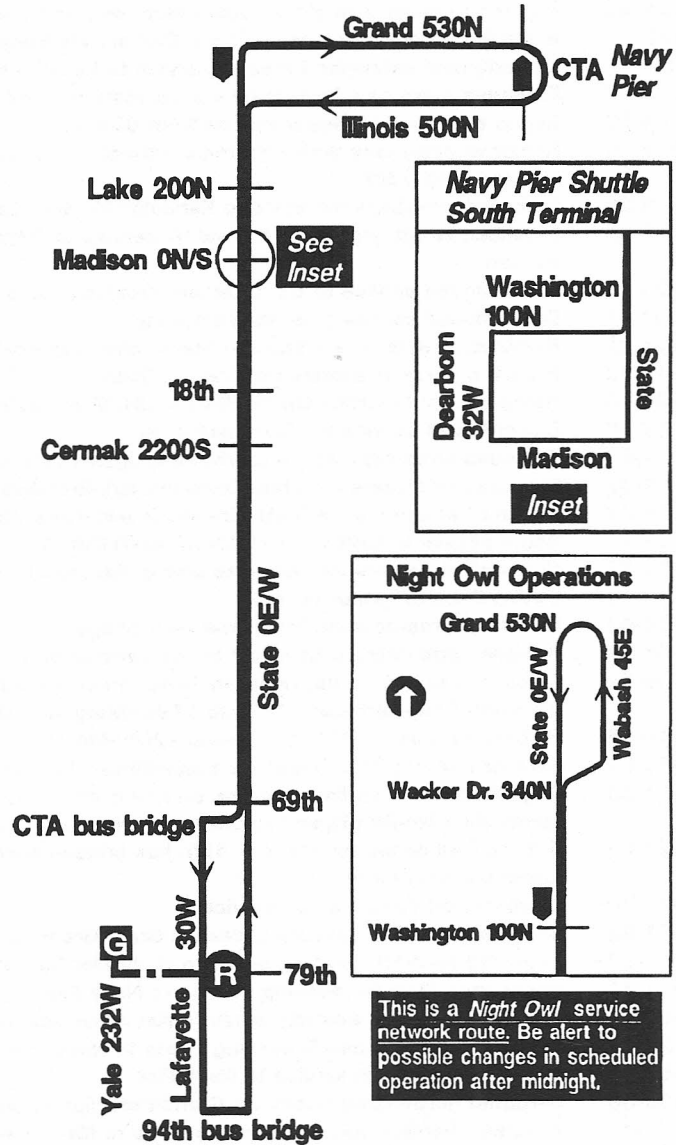 Grand 530N
CTA Navy
Pier
Illinois 500N
Lake 200N
Madison 0N/S
See
Inset
18th
Cermak 2200S
State 0E/W
69th
CTA bus bridge
Lafayette 30W
G
R
79th
Yale 232W
94th bus bridge
Navy Pier Shuttle
South Terminal
Washington
100N
Dearborn
32W
State
Madison
Inset
Night Owl Operations
Grand 530N
State 0E/W
Wabash 45E
Wacker Dr. 340N
Washington 100N
This is a Night Owl service
network route. Be alert to
possible changes in scheduled
operation after midnight.